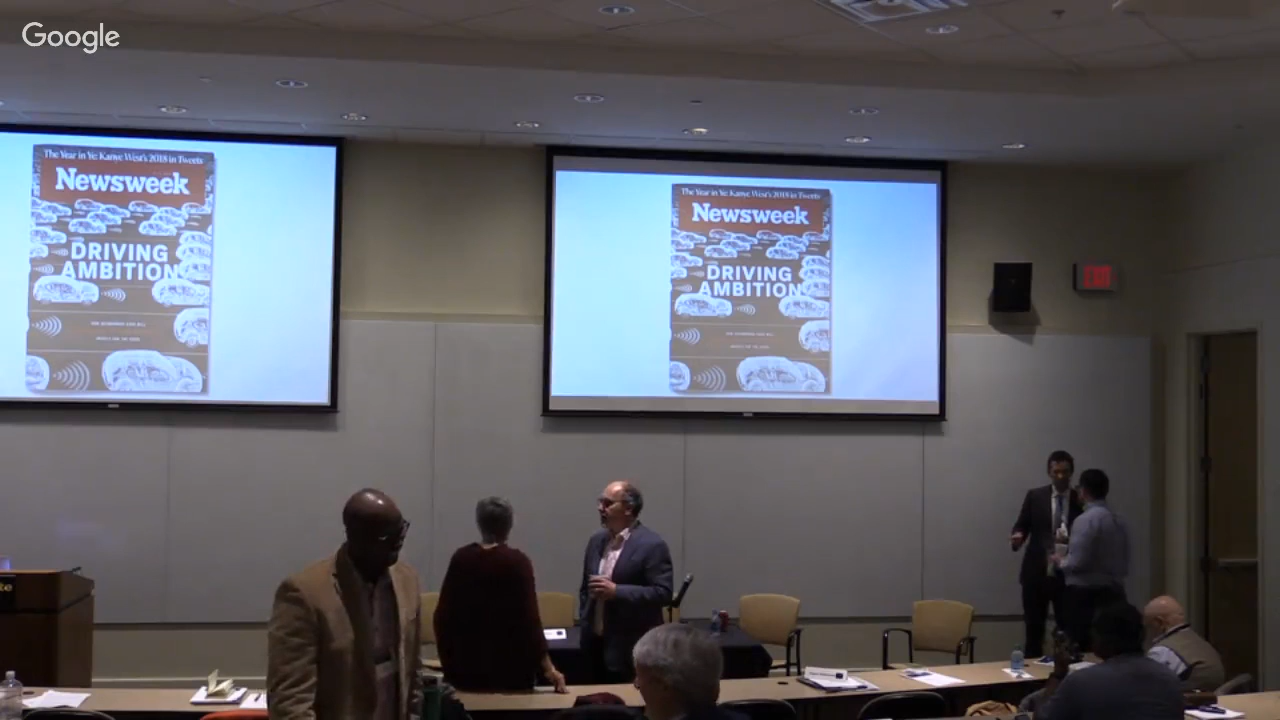 Google
The Year in Ye: Kanye West's 2018 in Tweets
Newsweek
DRIVING
AMBITION
The Year in Ye: Kanye West's 2018 in Tweets
Newsweek
DRIVING
AMBITION
EXIT